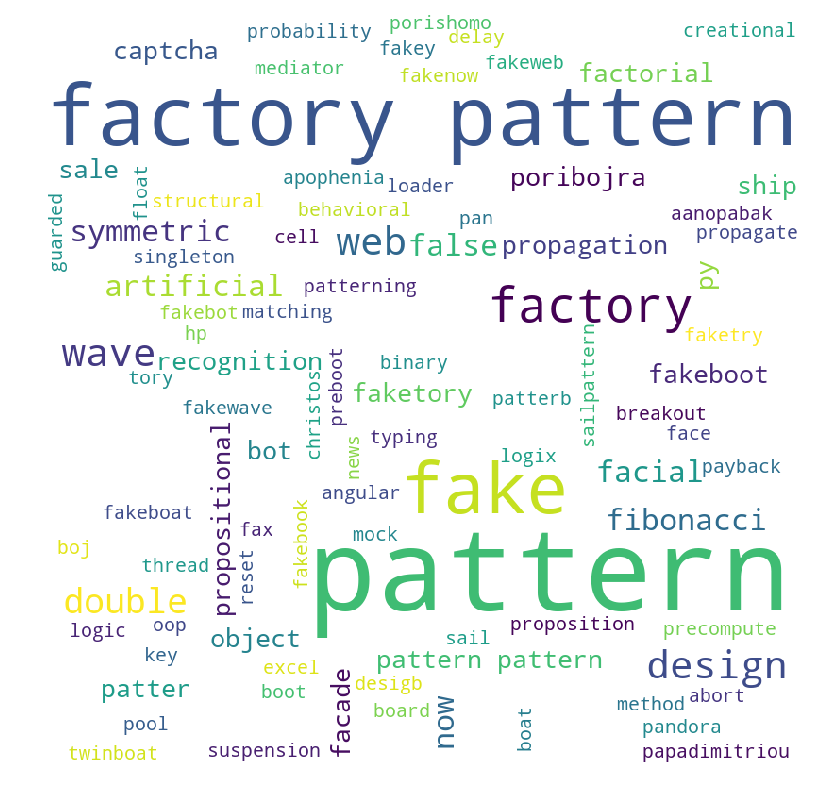 porishomo
probability
creational
delay
captcha
fakey
fakeweb
mediator
fakenow
factorial
factory pattern
sale
apophenia
loader
poribojra
ship
float
structural
guarded
behavioral
pan
aanopabak
symmetric
cell
web
false
propagation
propagate
singleton
artificial
patterning
py
fakebot
matching
factory
hp
faketry
wave
recognition
binary
preboot
tory
christos
faketory
patterb
sailpattern
fakeboot
fakewave
breakout
propositional
bot
news
typing
face
logix
fake
facial
payback
angular
fakeboat
fax
fakebook
mock
fibonacci
boj
thread
reset
pattern
double
logic
oop
object
sail
proposition
precompute
key
excel
pattern pattern
design
patter
boot
facade
desigb
abort
board
now
boat
method
pool
pandora
twinboat
suspension
papadimitriou